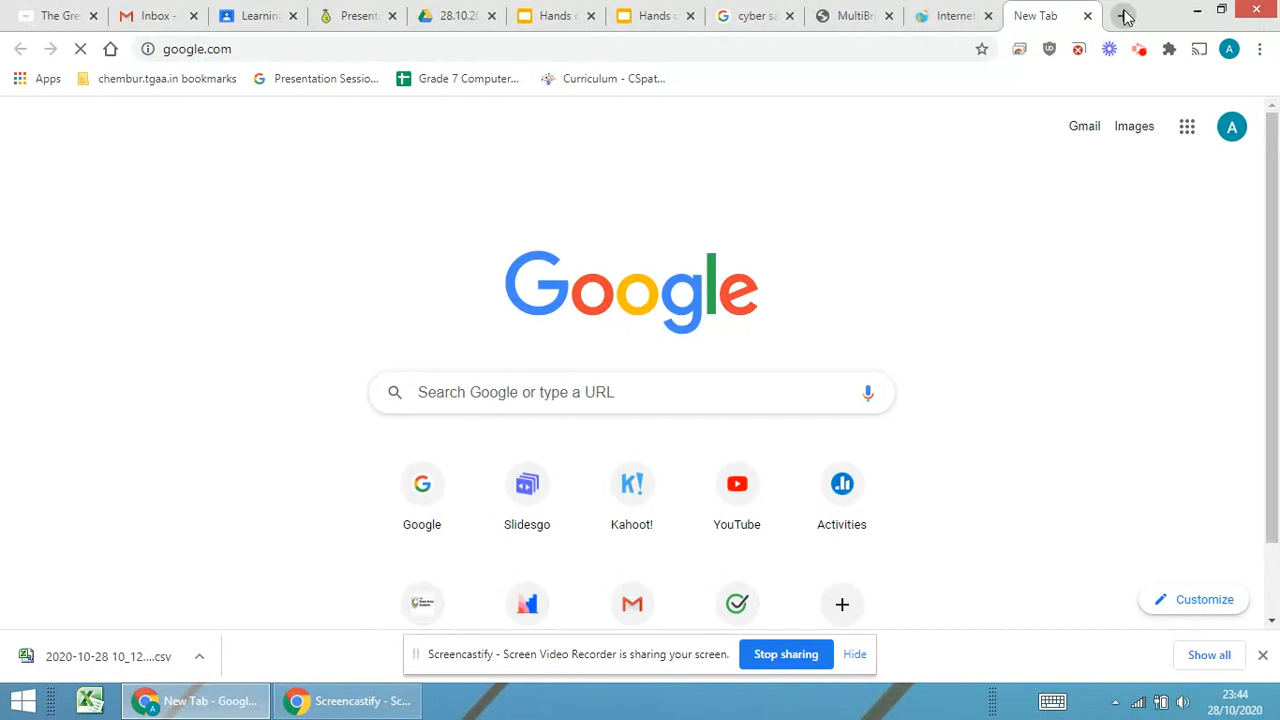 The Gre
Inbox -
Learning
Present
28.10.20
Hands
Hands
cyber sa
MultiBr
Internet
New Tab
google.com
A
Apps
chembur.tgaa.in bookmarks
Presentation Sessio...
Grade 7 Computer...
Curriculum - CSpat...
Gmail
Images
A
Google
Search Google or type a URL
K!
Google
Slidesgo
Kahoot!
YouTube
Activities
Customize
2020-10-28 10_12....csv
Screencastify - Screen Video Recorder is sharing your screen.
Stop sharing
Hide
Show all
New Tab - Googl...
Screencastify - Sc...
23:44
28/10/2020